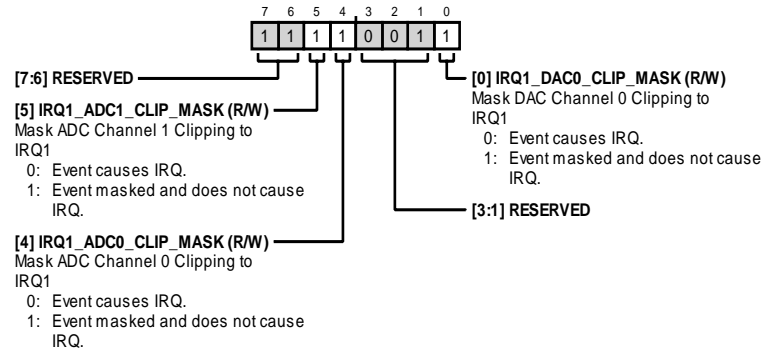 7 6 5 4 3 2 1 0
1 1 1 1 0 0 1 1
[7:6] RESERVED
[5] IRQ1_ADC1_CLIP_MASK (R/W)
Mask ADC Channel 1 Clipping to
IRQ1
0: Event causes IRQ.
1: Event masked and does not cause
IRQ.
[4] IRQ1_ADC0_CLIP_MASK (R/W)
Mask ADC Channel 0 Clipping to
IRQ1
0: Event causes IRQ.
1: Event masked and does not cause
IRQ.
[0] IRQ1_DAC0_CLIP_MASK (R/W)
Mask DAC Channel 0 Clipping to
IRQ1
0: Event causes IRQ.
1: Event masked and does not cause
IRQ.
[3:1] RESERVED